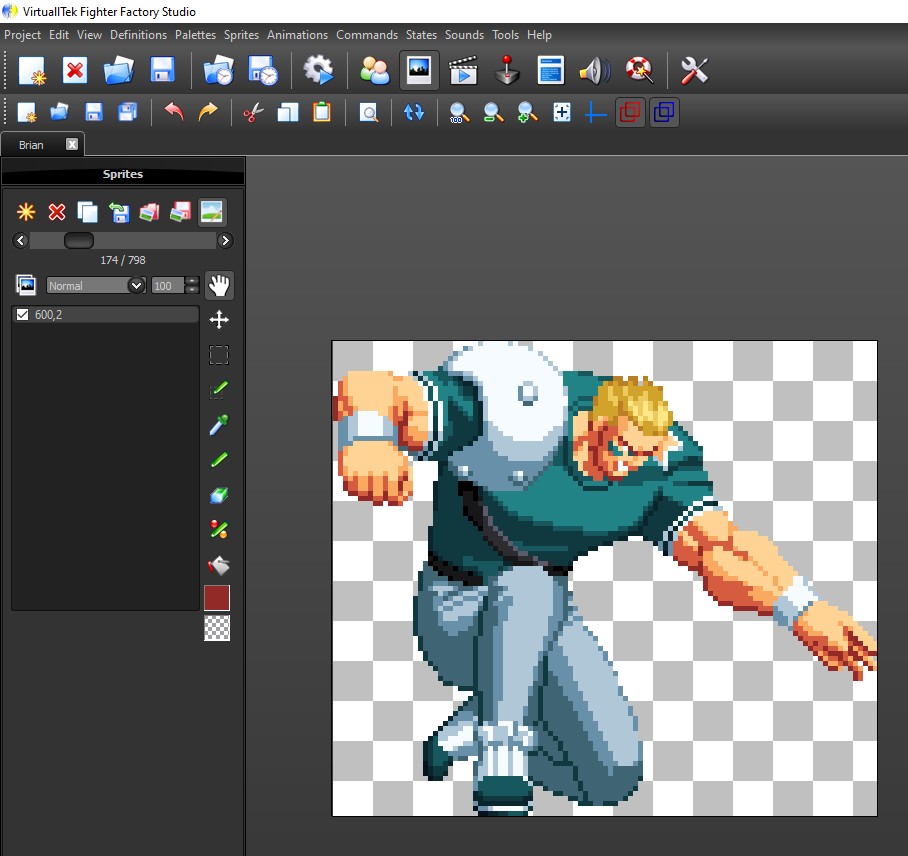 VirtuallTek Fighter Factory Studio
Project Edit View Definitions Palettes Sprites Animations Commands States Sounds Tools Help
100
Brian X
Sprites
174 / 798
Normal 100
600,2